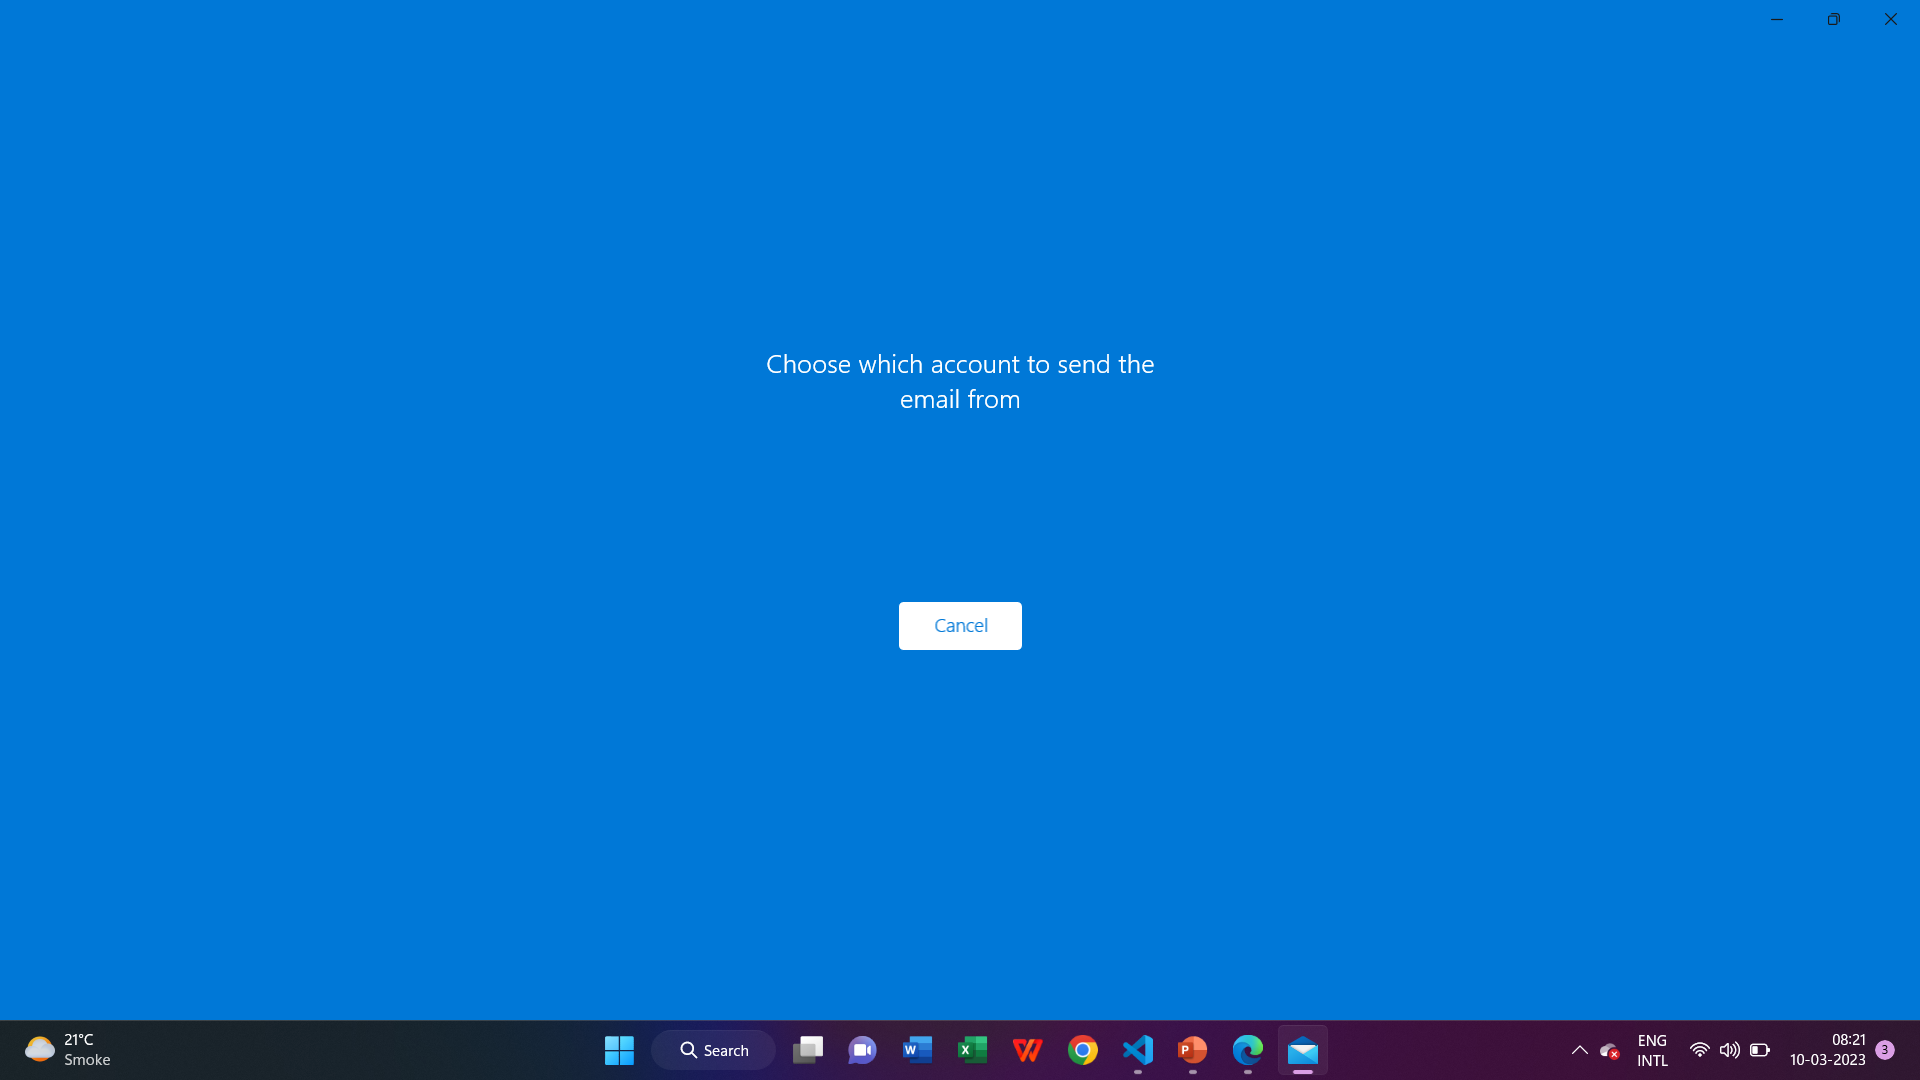 Choose which account to send the
email from
Cancel
21°C
Smoke
Search
ENG
INTL
08:21
10-03-2023
3